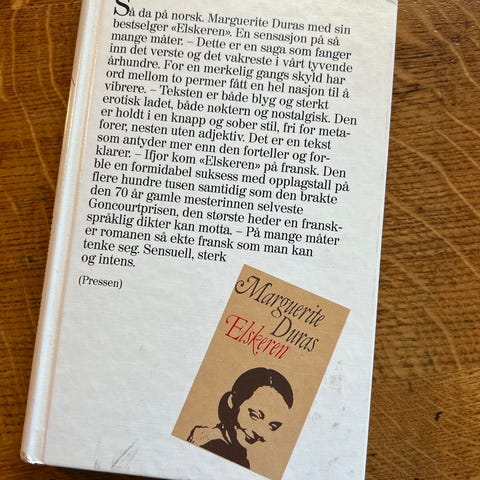 Så da på norsk. Marguerite Duras med sin
bestselger «Elskeren». En sensasjon på så
mange måter. – Dette er en saga som fanger
inn det verste og det vakreste i vårt tyvende
århundre. For en merkelig gangs skyld har
ord mellom to permer fått en hel nasjon til å
vibrere. – Teksten er både blyg og sterkt
erotisk ladet, både nøktern og nostalgisk. Den
er holdt i en knapp og sober stil, fri for meta-
forer, nesten uten adjektiv. Det er en tekst
som antyder mer enn den forteller og for-
klarer. – Ifjor kom «Elskeren» på fransk. Den
ble en formidabel suksess med opplagstall på
flere hundre tusen samtidig som den brakte
den 70 år gamle mesterinnen selveste
Goncourtprisen, den største heder en fransk-
språklig dikter kan motta. – På mange måter
er romanen så ekte fransk som man kan
tenke seg. Sensuell, sterk
og intens.
(Pressen)
Marguerite
Duras
Elskeren